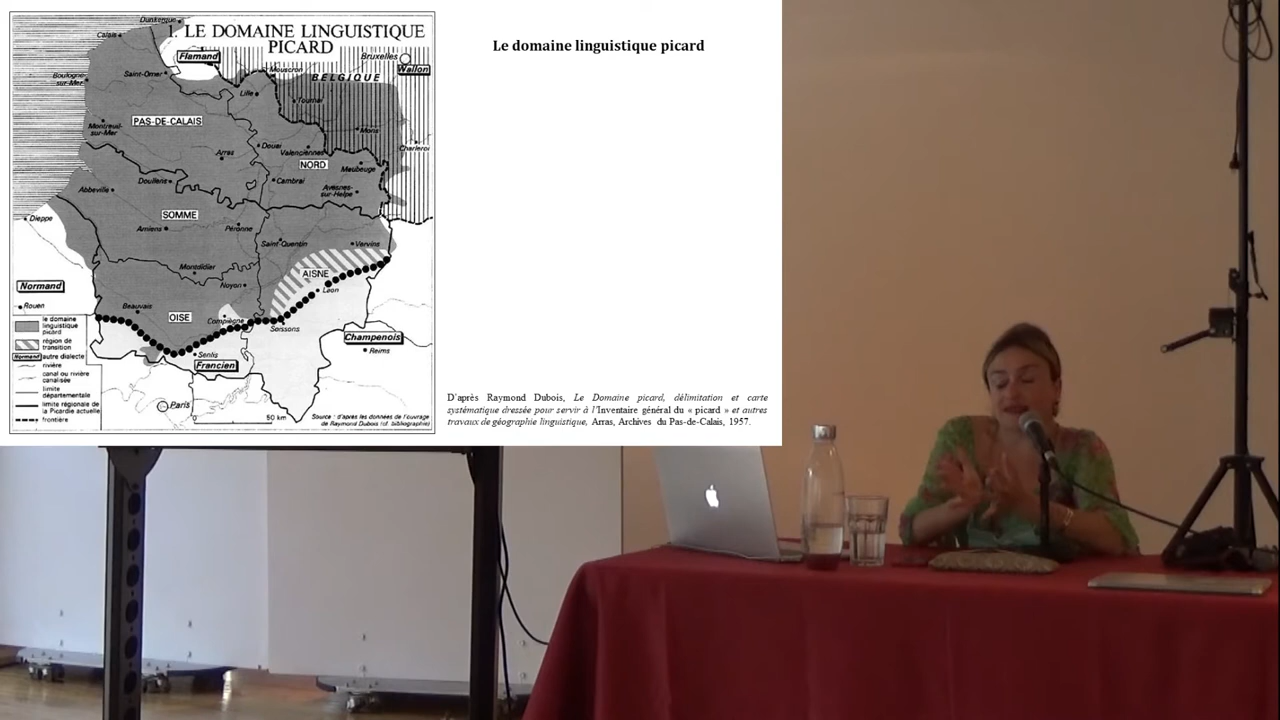 1. LE DOMAINE LINGUISTIQUE
PICARD
Dunkerque
Calais
Flamand
Bruxelles
Wallon
Boulogne-
sur-Mer
Saint-Omer
Mouscron
BELGIQUE
Lille
Tournai
PAS-DE-CALAIS
Montreuil-
sur-Mer
Mons
Arras
Douai
Valenciennes
Charleroi
NORD
Maubeuge
Doullens
Cambrai
Avesnes-
sur-Helpe
Abbeville
Dieppe
SOMME
Amiens
Péronne
Saint-Quentin
Vervins
Montdidier
AISNE
Noyon
Laon
Normand
Rouen
Beauvais
OISE
Compiègne
Soissons
Champenois
Reims
Senlis
Francien
Paris
50 km
le domaine
linguistique
picard
région de
transition
Normand autre dialecte
rivière
canal ou rivière
canalisée
limite
départementale
limite régionale de
la Picardie actuelle
frontière
Source : d'après les données de l'ouvrage
de Raymond Dubois (cf. bibliographie)
Le domaine linguistique picard
D'après Raymond Dubois, Le Domaine picard, délimitation et carte
systématique dressée pour servir à l'Inventaire général du « picard » et autres
travaux de géographie linguistique, Arras, Archives du Pas-de-Calais, 1957.